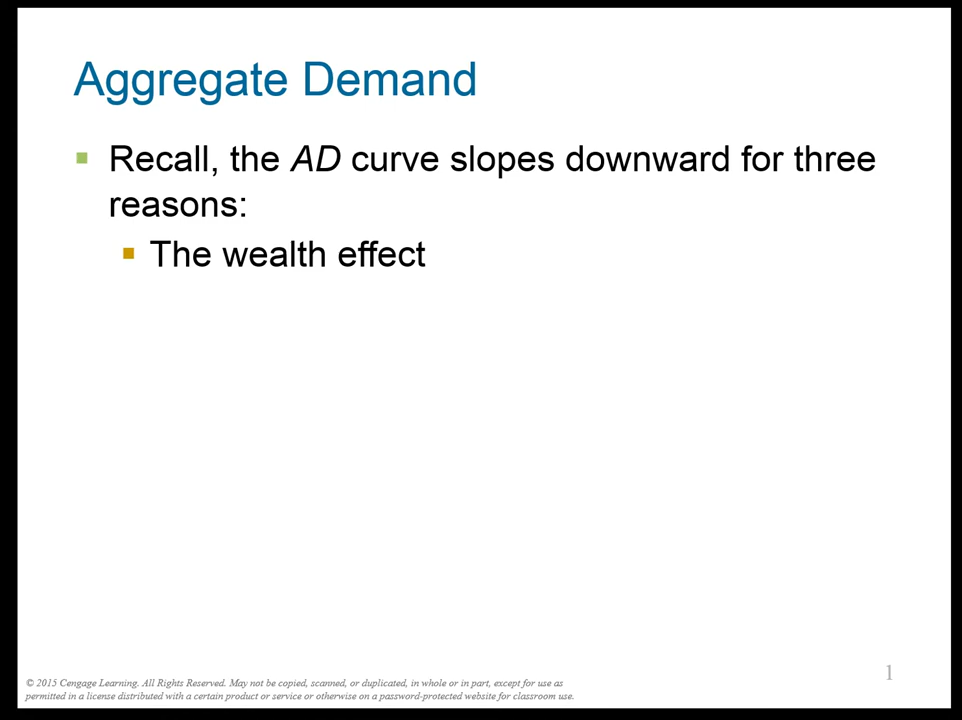 Aggregate Demand
Recall, the AD curve slopes downward for three
reasons:
The wealth effect
1
© 2015 Cengage Learning. All Rights Reserved. May not be copied, scanned, or duplicated, in whole or in part, except for use as
permitted in a license distributed with a certain product or service or otherwise on a password-protected website for classroom use.